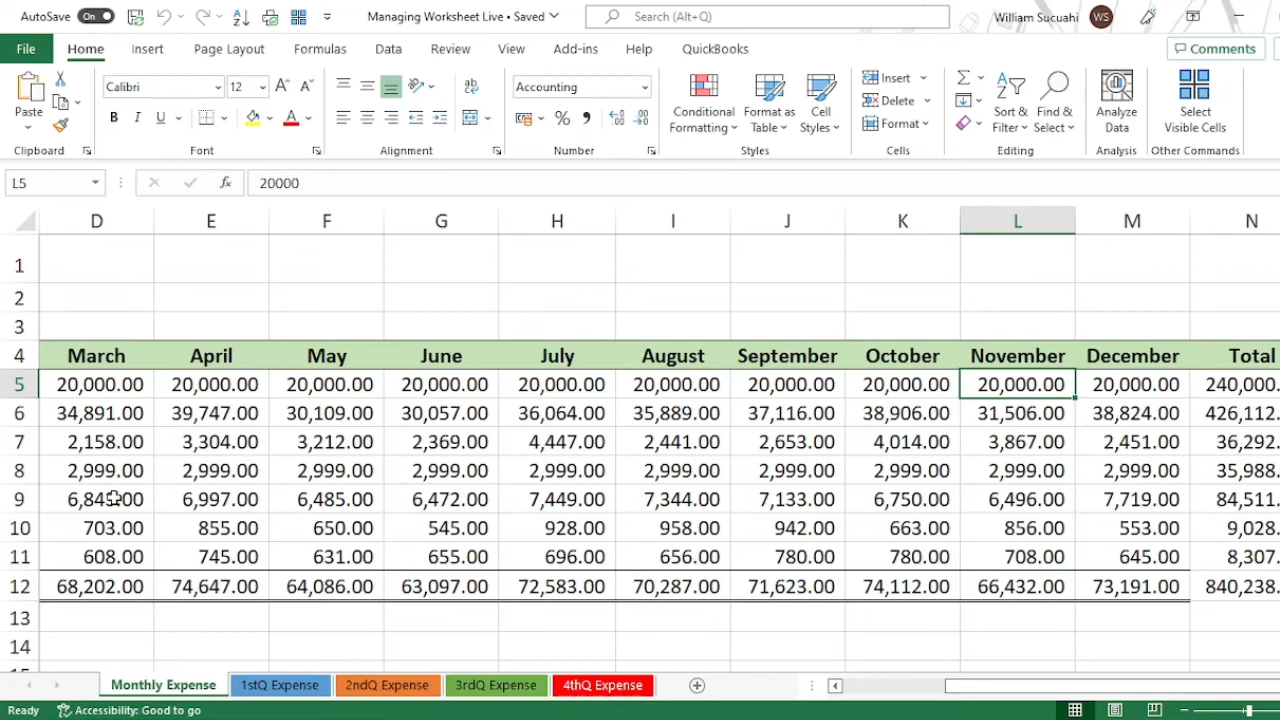 AutoSave On Managing Worksheet Live • Saved Search (Alt+Q) William Sucuahi WS
File Home Insert Page Layout Formulas Data Review View Add-ins Help QuickBooks Comments
Paste Calibri 12 Accounting Conditional Formatting Format as Table Cell Styles Insert Delete Format Sort & Filter Find & Select Analyze Data Select Visible Cells
Clipboard Font Alignment Number Styles Cells Editing Analysis Other Commands
L5 fx 20000
D E F G H I J K L M N
1
2
3
4 March April May June July August September October November December Total
5 20,000.00 20,000.00 20,000.00 20,000.00 20,000.00 20,000.00 20,000.00 20,000.00 20,000.00 20,000.00 240,000.
6 34,891.00 39,747.00 30,109.00 30,057.00 36,064.00 35,889.00 37,116.00 38,906.00 31,506.00 38,824.00 426,112.
7 2,158.00 3,304.00 3,212.00 2,369.00 4,447.00 2,441.00 2,653.00 4,014.00 3,867.00 2,451.00 36,292.
8 2,999.00 2,999.00 2,999.00 2,999.00 2,999.00 2,999.00 2,999.00 2,999.00 2,999.00 2,999.00 35,988.
9 6,997.00 6,485.00 6,472.00 7,449.00 7,344.00 7,133.00 6,750.00 6,496.00 7,719.00 84,511.
10 703.00 855.00 650.00 545.00 928.00 958.00 942.00 663.00 856.00 553.00 9,028.
11 608.00 745.00 631.00 655.00 696.00 656.00 780.00 780.00 708.00 645.00 8,307.
12 68,202.00 74,647.00 64,086.00 63,097.00 72,583.00 70,287.00 71,623.00 74,112.00 66,432.00 73,191.00 840,238.
13
14
Monthly Expense 1stQ Expense 2ndQ Expense 3rdQ Expense 4thQ Expense
Ready Accessibility: Good to go